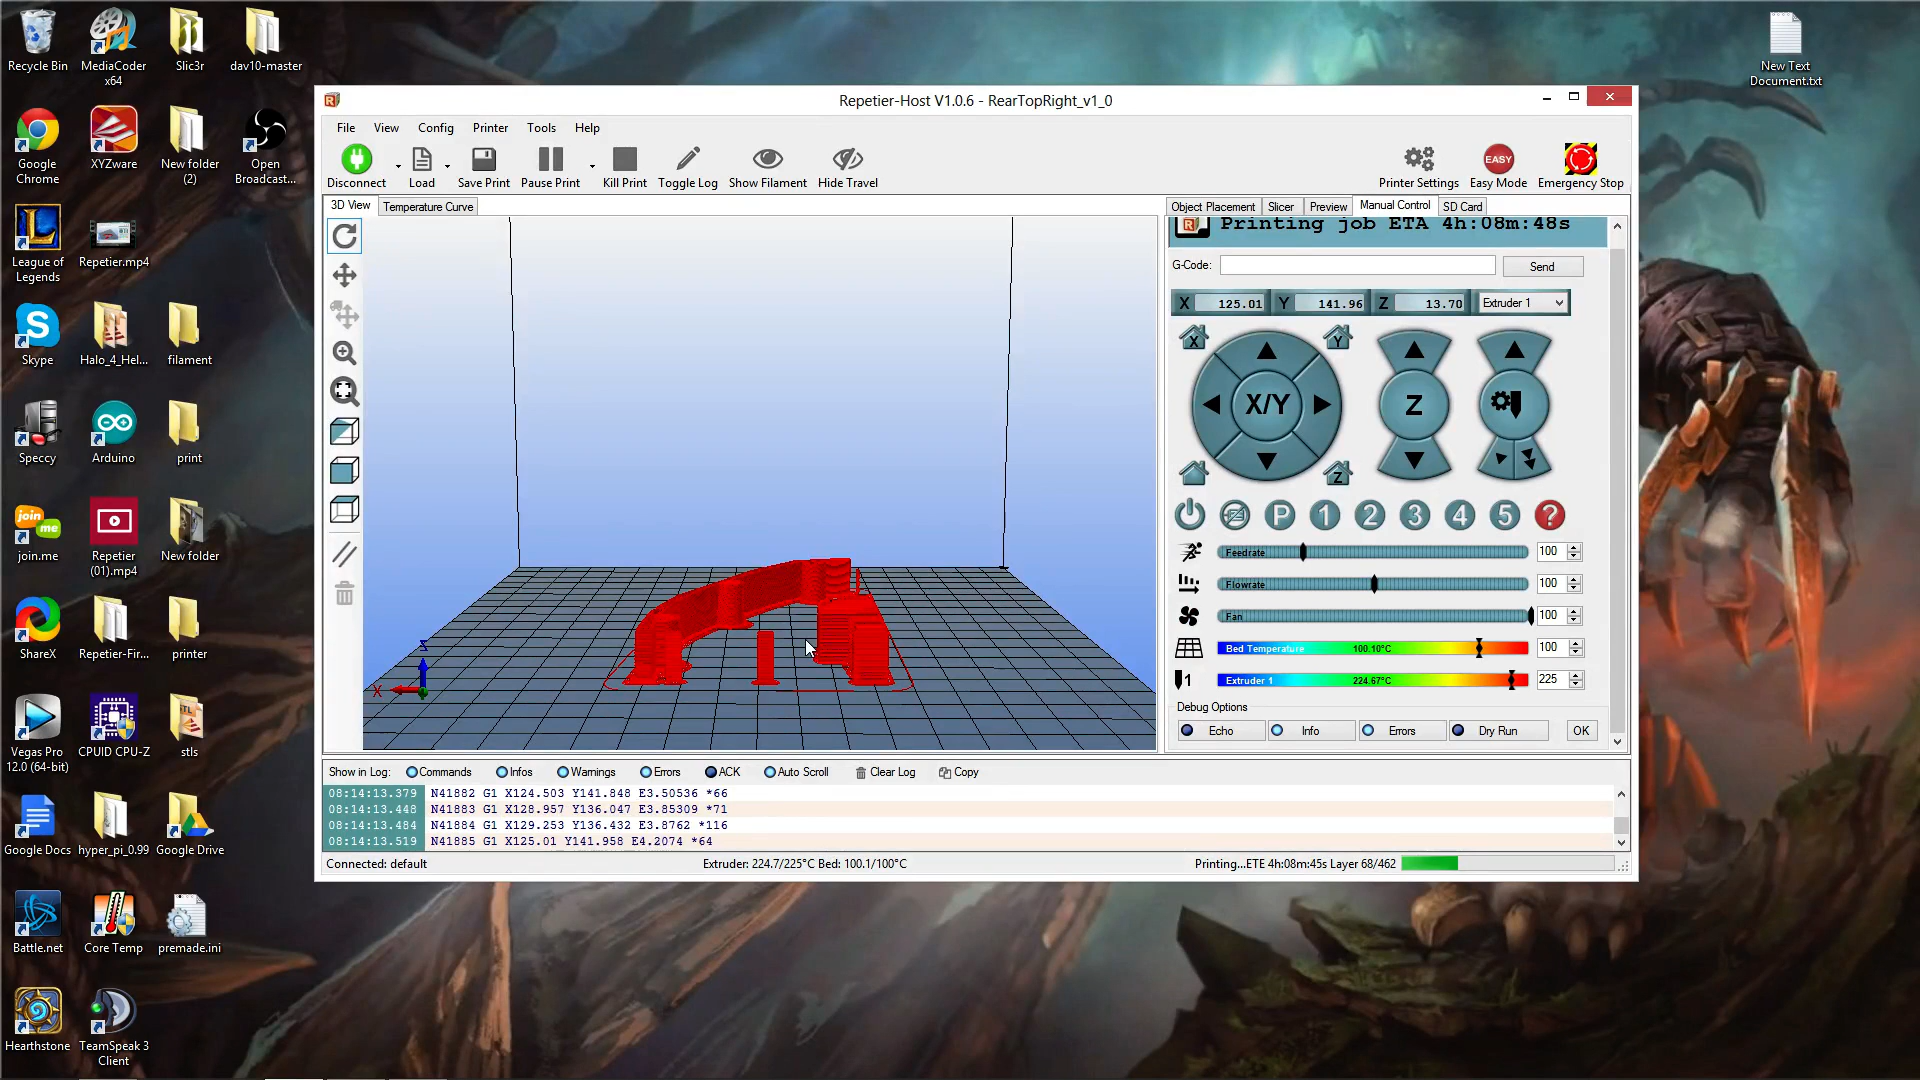 Recycle Bin
MediaCoder
x64
Slic3r
dav10-master
New Text
Document.txt
Google
Chrome
XYZware
New folder
(2)
Open
Broadcast...
League of
Legends
Repetier.mp4
Skype
Halo_4_Hel...
filament
Speccy
Arduino
print
join
me
join.me
Repetier
(01).mp4
New folder
ShareX
Repetier-Fir...
printer
Vegas Pro
12.0 (64-bit)
CPUID CPU-Z
STL
stls
Google Docs
hyper_pi_0.99
Google Drive
Battle.net
Core Temp
premade.ini
Hearthstone
TeamSpeak 3
Client
Repetier-Host V1.0.6 - RearTopRight_v1_0
File View Config Printer Tools Help
Disconnect Load Save Print Pause Print Kill Print Toggle Log Show Filament Hide Travel
EASY
Printer Settings Easy Mode Emergency Stop
3D View Temperature Curve
Z
X
Object Placement Slicer Preview Manual Control SD Card
Printing job ETA 4h:08m:48s
G-Code: Send
X 125.01 Y 141.96 Z 13.70 Extruder 1
X Y
X/Y Z
Z
P 1 2 3 4 5 ?
Feedrate 100
Flowrate 100
Fan 100
Bed Temperature 100.10°C 100
1 Extruder 1 224.67°C 225
Debug Options
Echo Info Errors Dry Run OK
Show in Log: Commands Infos Warnings Errors ACK Auto Scroll Clear Log Copy
08:14:13.379 N41882 G1 X124.503 Y141.848 E3.50536 *66
08:14:13.448 N41883 G1 X128.957 Y136.047 E3.85309 *71
08:14:13.484 N41884 G1 X129.253 Y136.432 E3.8762 *116
08:14:13.519 N41885 G1 X125.01 Y141.958 E4.2074 *64
Connected: default
Extruder: 224.7/225°C Bed: 100.1/100°C
Printing...ETE 4h:08m:45s Layer 68/462